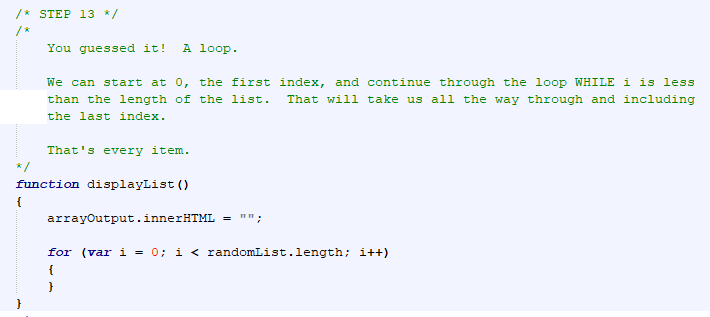 /* STEP 13 */
/*
You guessed it!  A loop.
We can start at 0, the first index, and continue through the loop WHILE i is less
than the length of the list.  That will take us all the way through and including
the last index.
That's every item.
*/
function displayList()
{
arrayOutput.innerHTML = "";
for (var i = 0; i < randomList.length; i++)
{
}
}